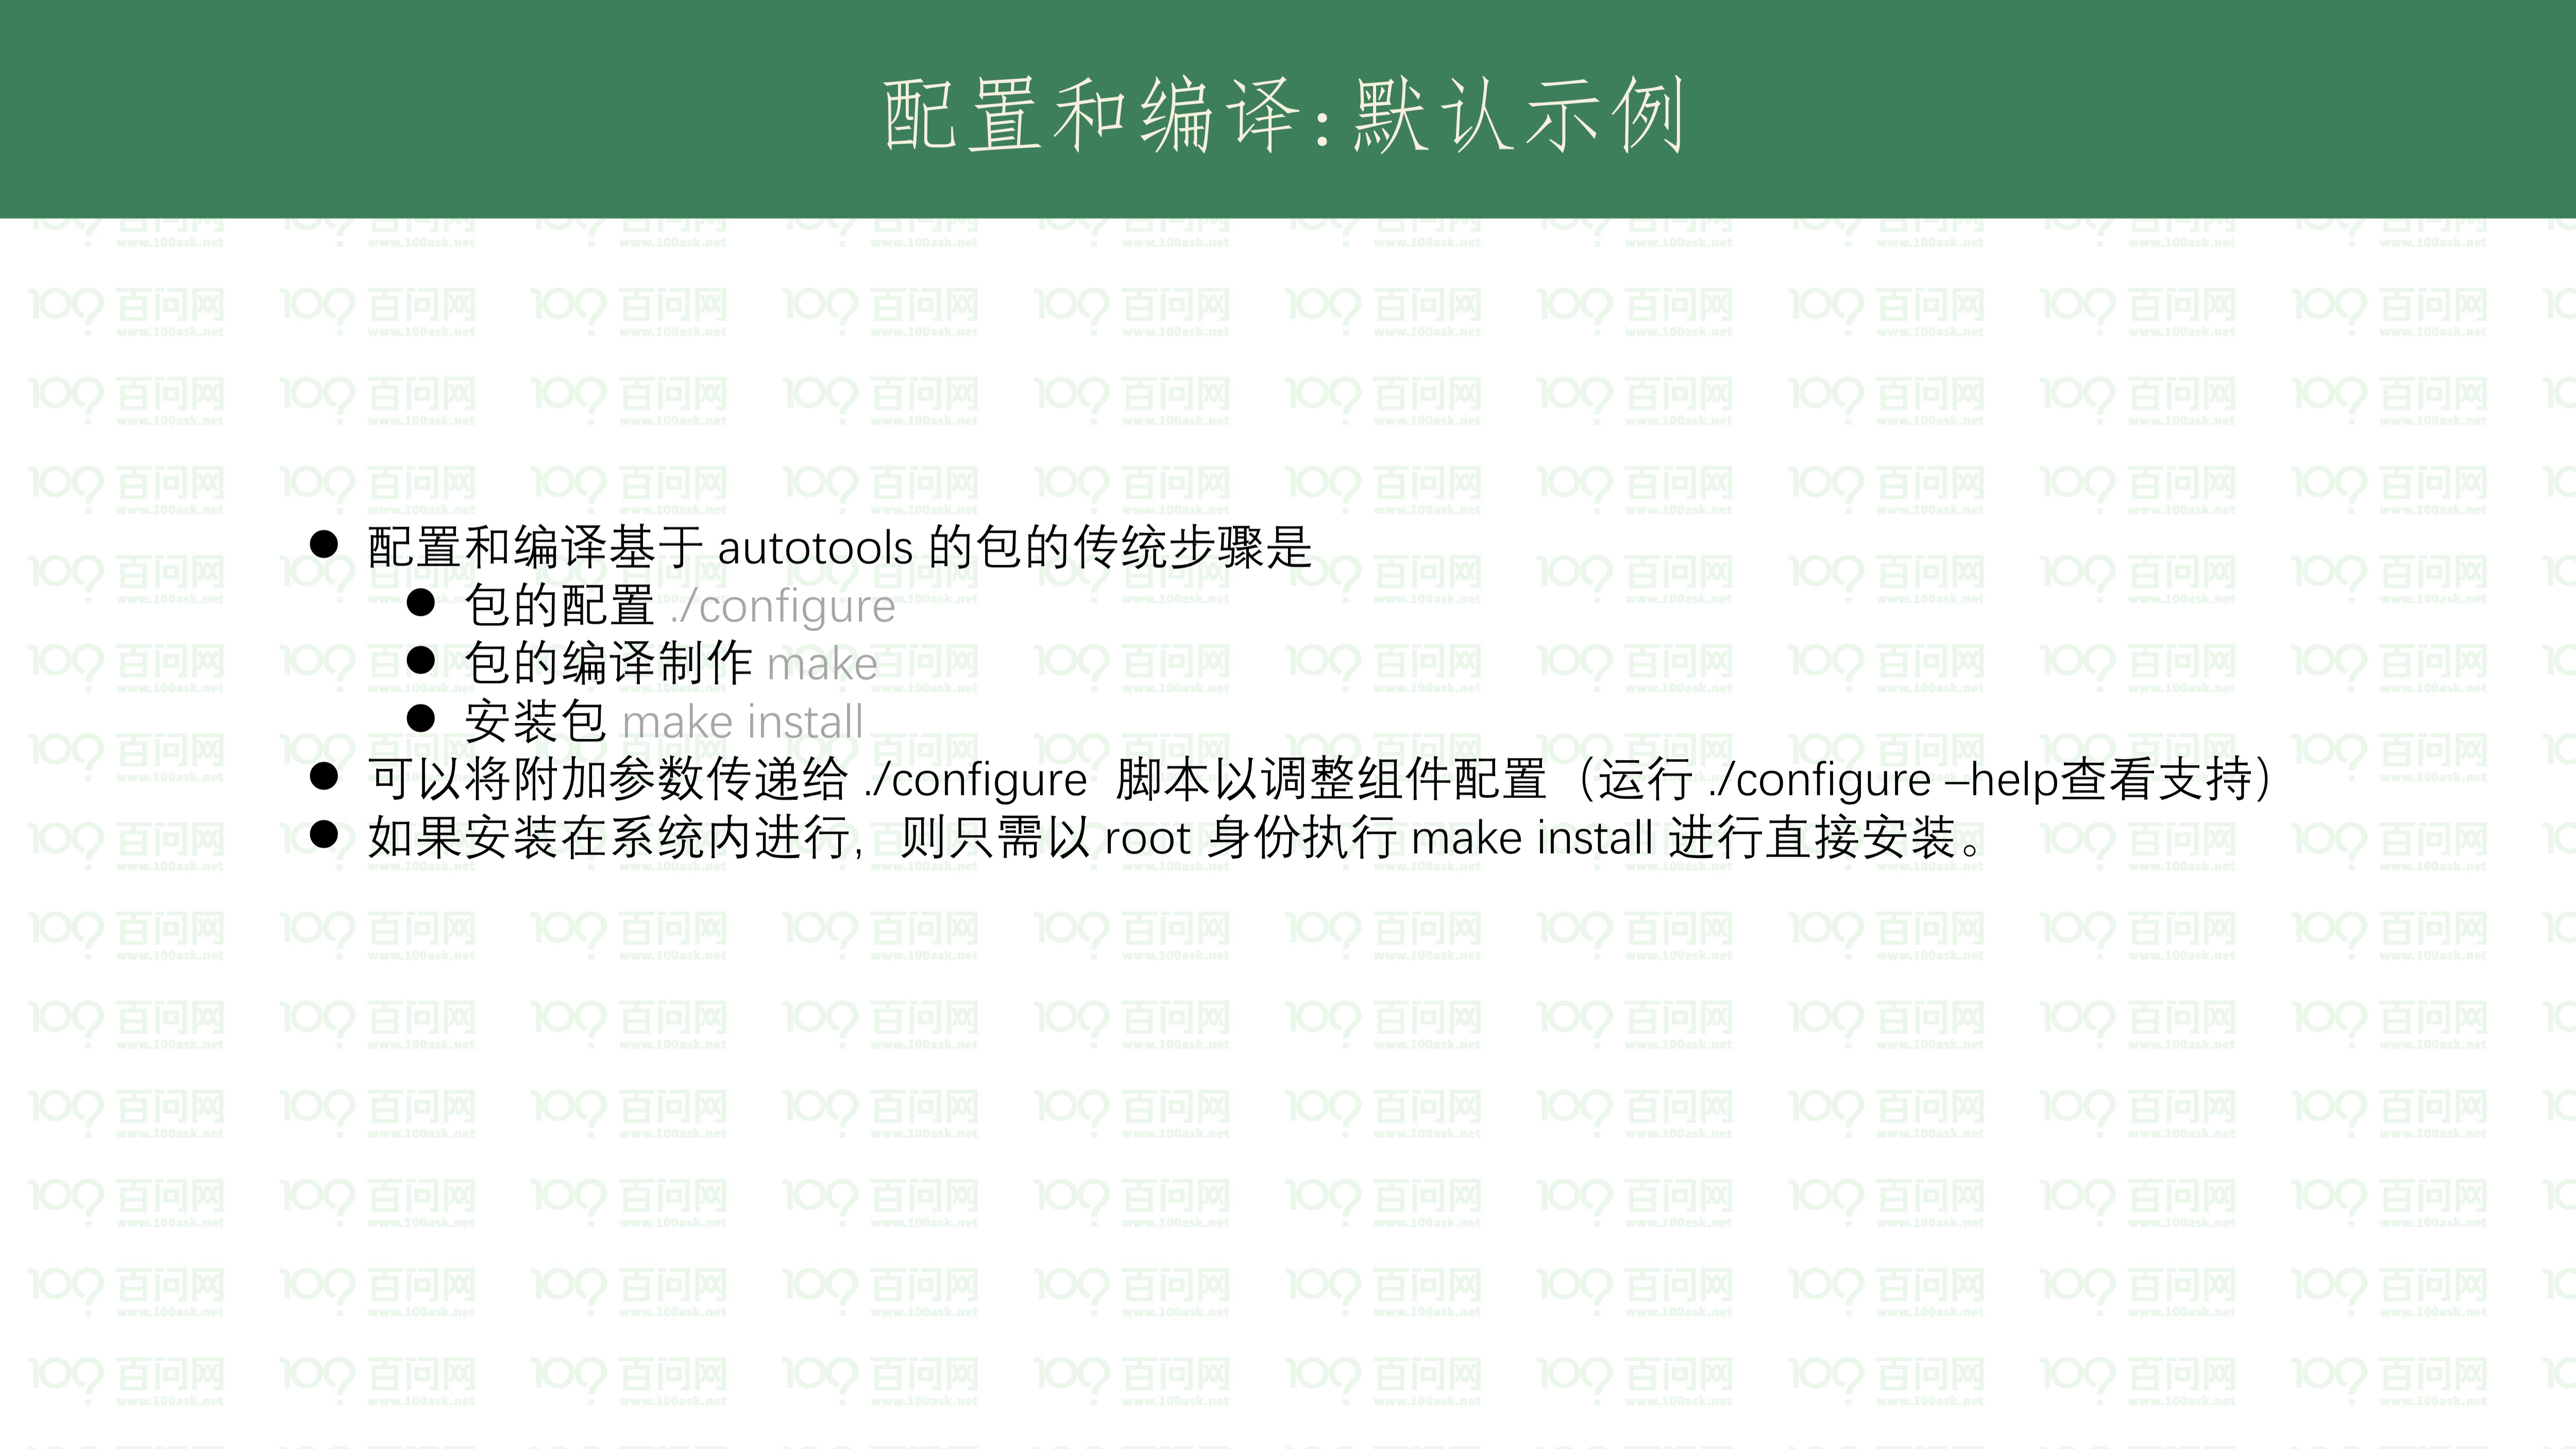 配置和编译：默认示例
配置和编译基于 autotools 的包的传统步骤是
包的配置 ./configure
包的编译制作 make
安装包 make install
可以将附加参数传递给 ./configure 脚本以调整组件配置（运行 ./configure –help查看支持）
如果安装在系统内进行，则只需以 root 身份执行 make install 进行直接安装。
百问网
www.100ask.net